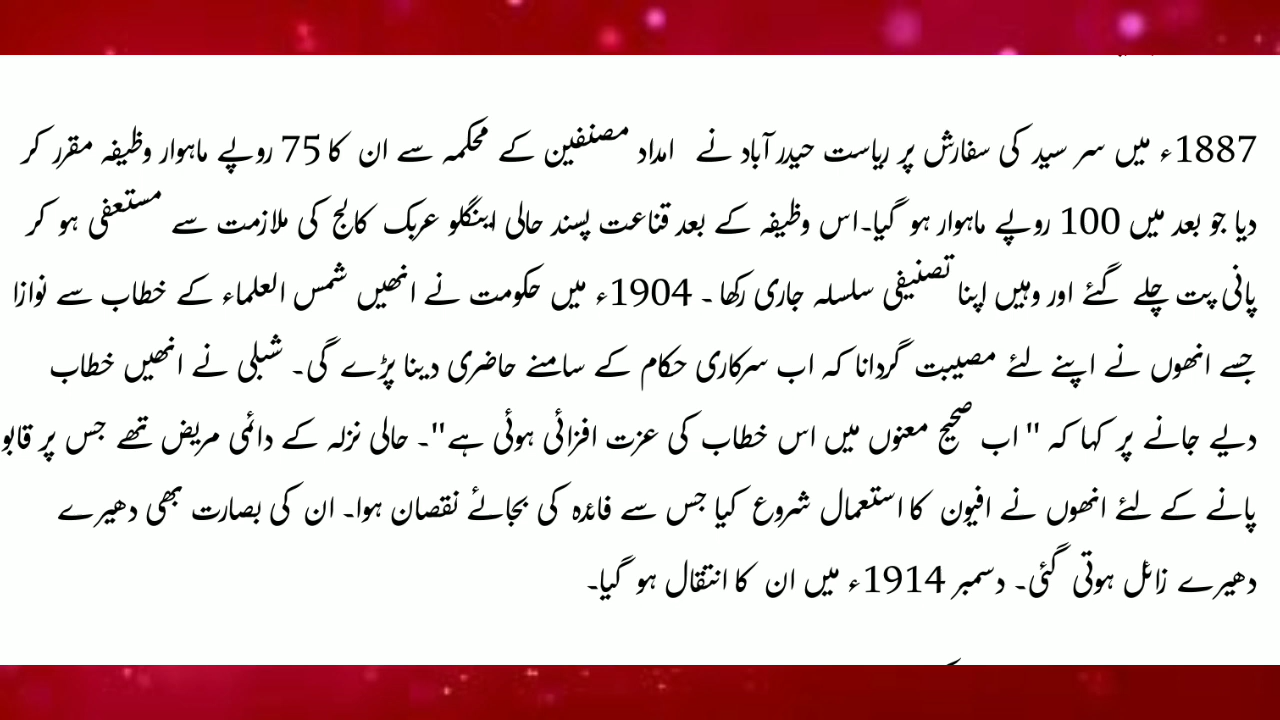 1887ء میں سر سید کی سفارش پر ریاست حیدر آباد نے امداد مصنفین کے محکمہ سے ان کا 75 روپے ماہوار وظیفہ مقرر کر
دیا جو بعد میں 100 روپے ماہوار ہو گیا۔اس وظیفہ کے بعد قناعت پسند حالی اینگلو عربک کالج کی ملازمت سے مستعفی ہو کر
پانی پت چلے گئے اور وہیں اپنا تصنیفی سلسلہ جاری رکھا ۔ 1904ء میں حکومت نے انھیں شمس العلماء کے خطاب سے نوازا
جسے انھوں نے اپنے لئے مصیبت گردانا کہ اب سرکاری حکام کے سامنے حاضری دینا پڑے گی۔ شبلی نے انھیں خطاب
دیے جانے پر کہا کہ " اب صحیح معنوں میں اس خطاب کی عزت افزائی ہوئی ہے"۔ حالی نزلہ کے دائمی مریض تھے جس پر قابو
پانے کے لئے انھوں نے افیون کا استعمال شروع کیا جس سے فائدہ کی بجائے نقصان ہوا۔ ان کی بصارت بھی دھیرے
دھیرے زائل ہوتی گئی۔ دسمبر 1914ء میں ان کا انتقال ہو گیا۔